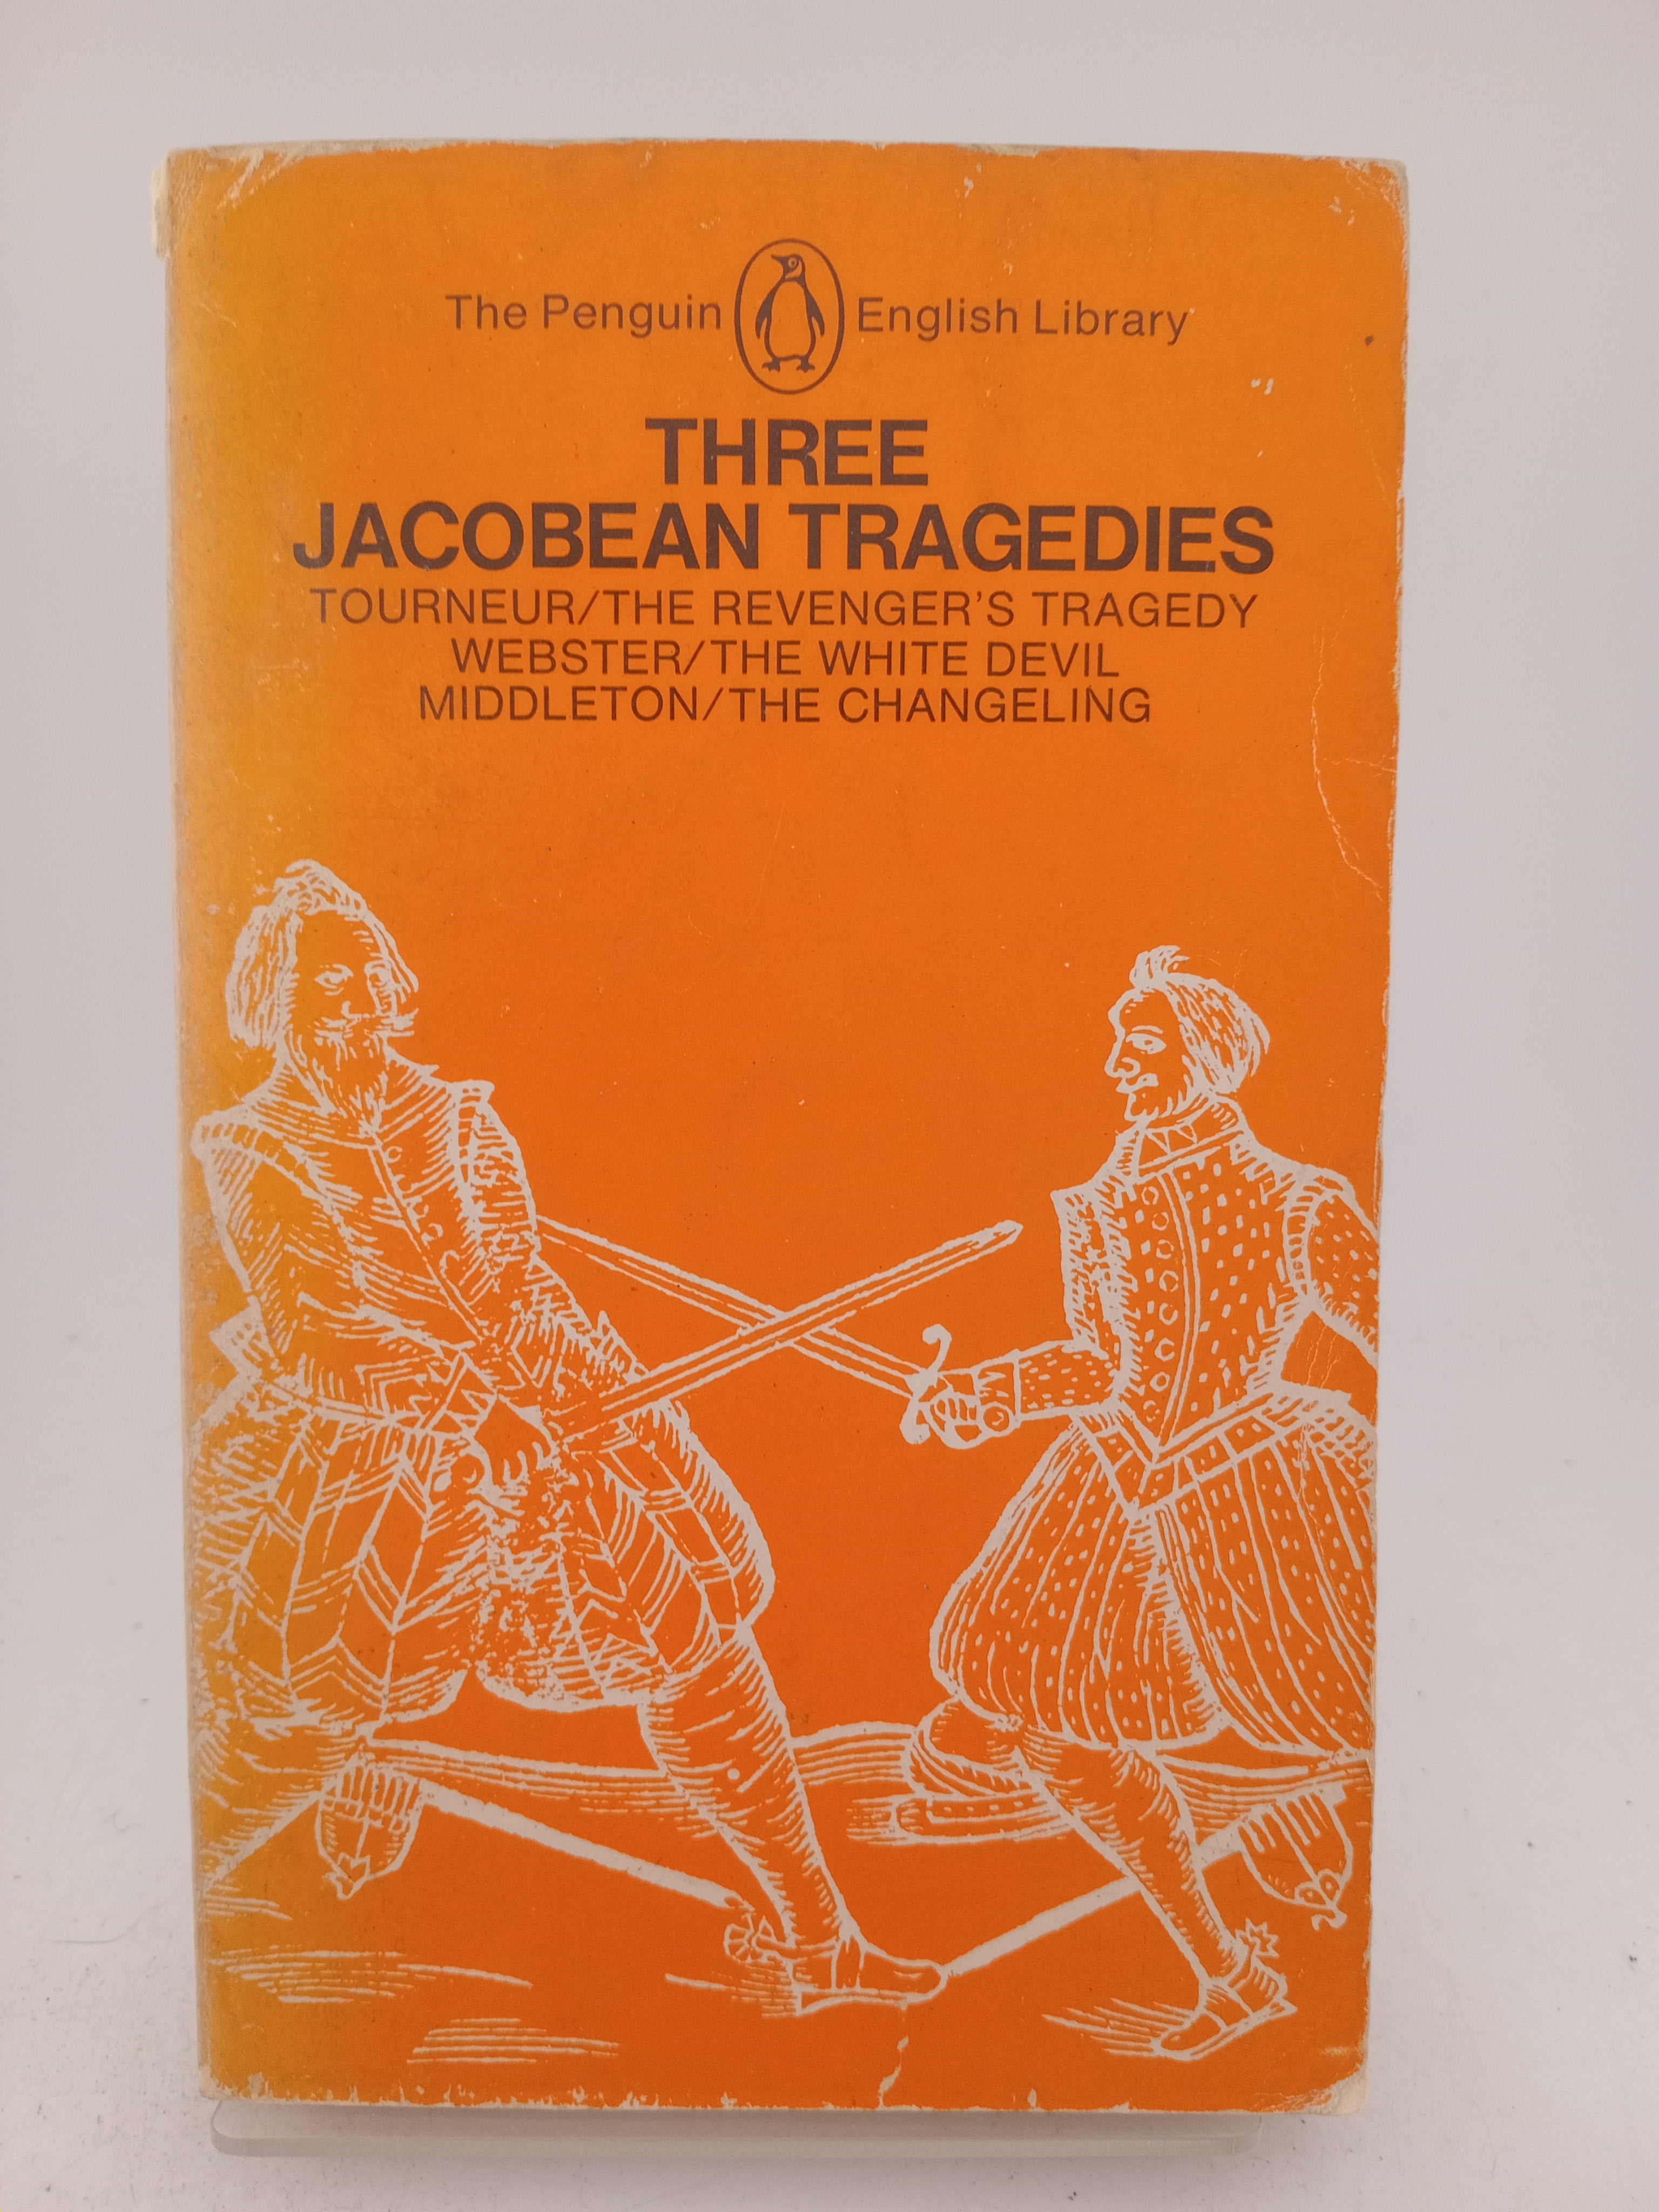 The Penguin English Library
THREE
JACOBEAN TRAGEDIES
TOURNEUR/THE REVENGER'S TRAGEDY
WEBSTER/THE WHITE DEVIL
MIDDLETON/THE CHANGELING